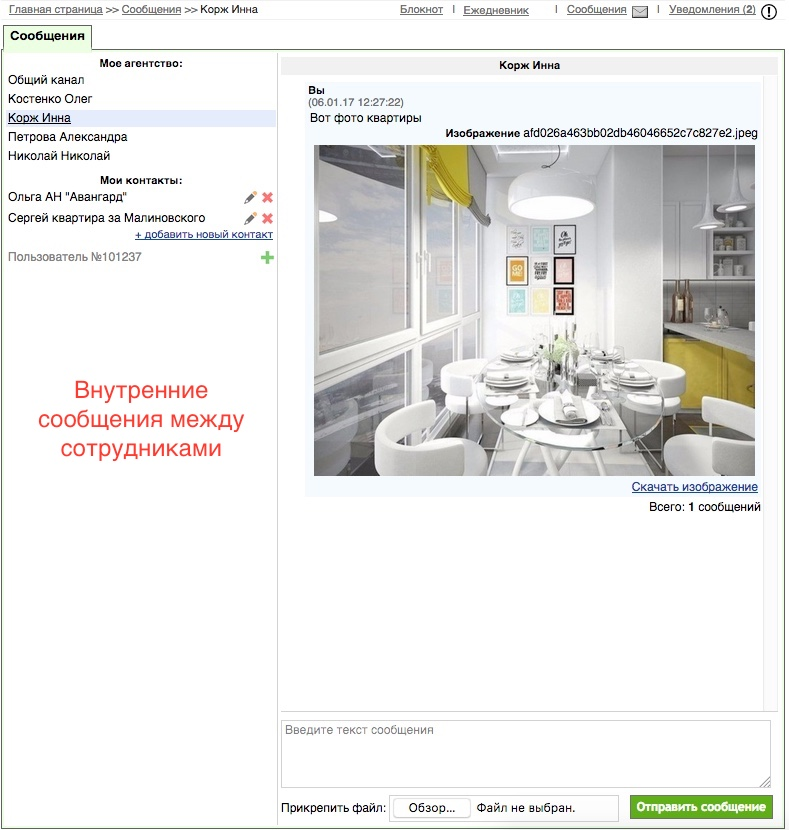 Главная страница >> Сообщения >> Корж Инна
Блокнот | Ежедневник | Сообщения | Уведомления (2)
Сообщения
Мое агентство:
Общий канал
Костенко Олег
Корж Инна
Петрова Александра
Николай Николай
Мои контакты:
Ольга АН "Авангард"
Сергей квартира за Малиновского
+ добавить новый контакт
Пользователь №101237
Внутренние
сообщения между
сотрудниками
Корж Инна
Вы
(06.01.17 12:27:22)
Вот фото квартиры
Изображение afd026a463bb02db46046652c7c827e2.jpeg
Скачать изображение
Всего: 1 сообщений
Введите текст сообщения
Прикрепить файл: Обзор... Файл не выбран.
Отправить сообщение